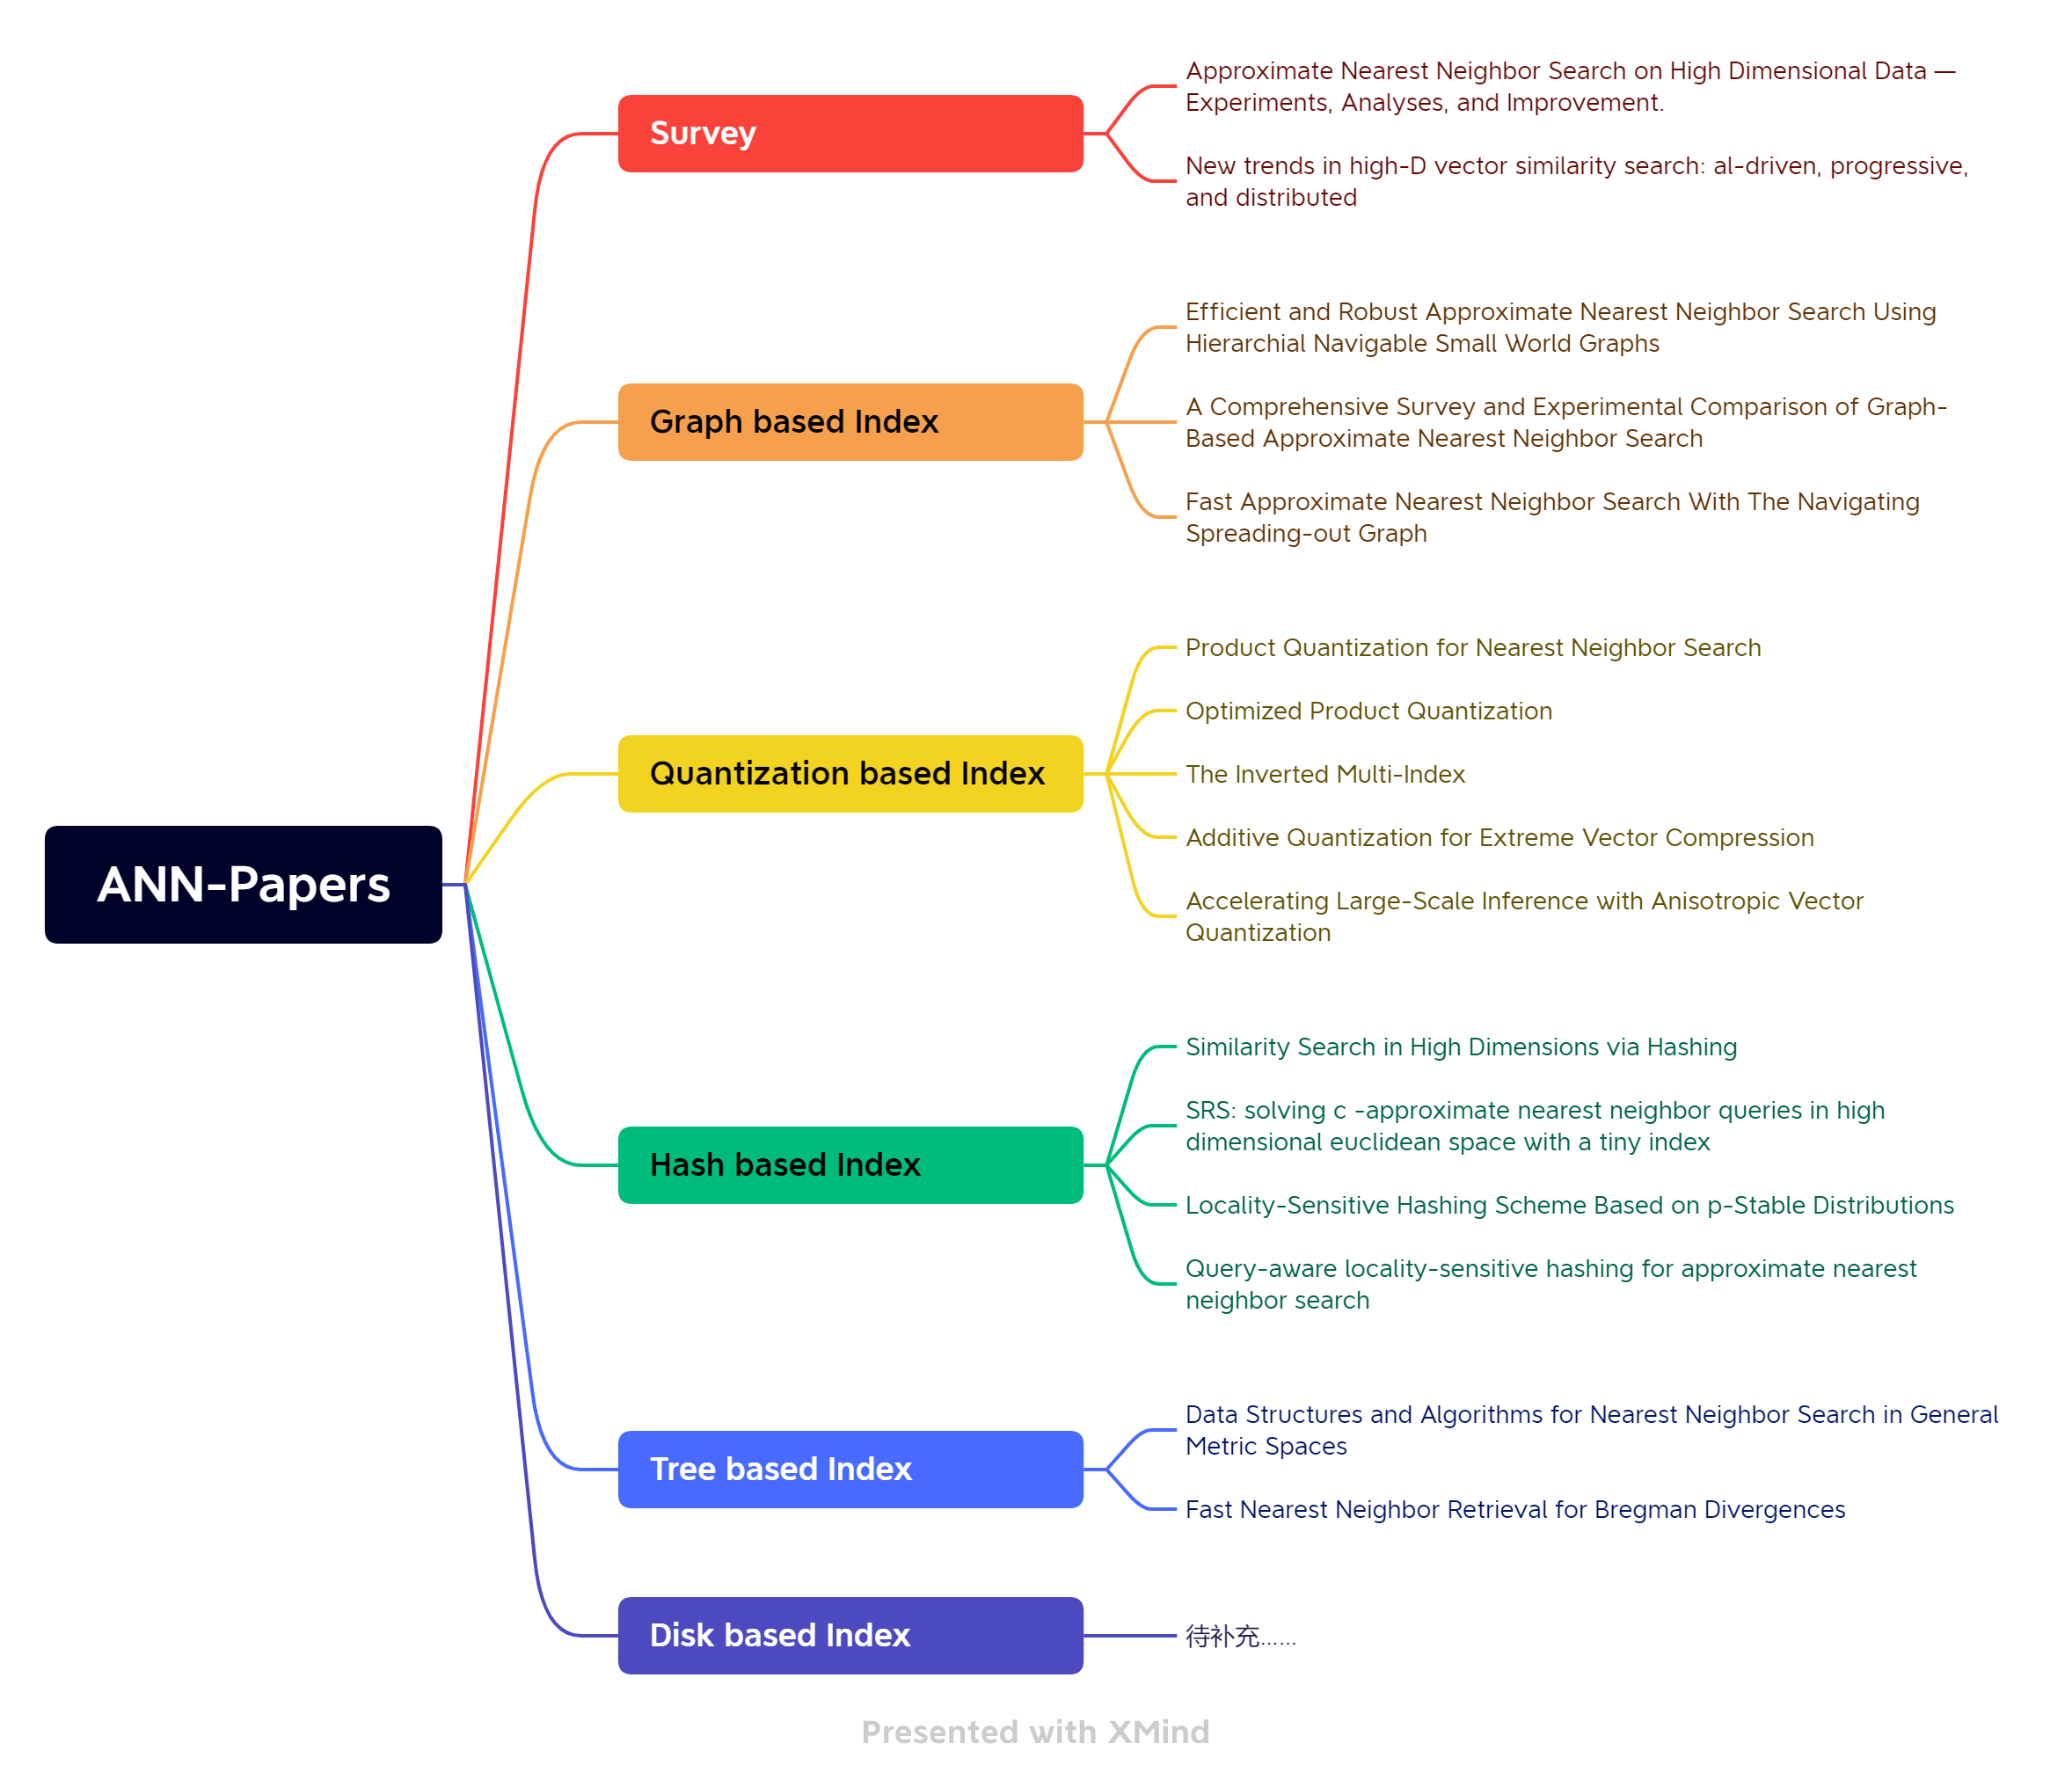 ANN-Papers
Survey
Approximate Nearest Neighbor Search on High Dimensional Data —
Experiments, Analyses, and Improvement.
New trends in high-D vector similarity search: al-driven, progressive,
and distributed
Graph based Index
Efficient and Robust Approximate Nearest Neighbor Search Using
Hierarchial Navigable Small World Graphs
A Comprehensive Survey and Experimental Comparison of Graph-
Based Approximate Nearest Neighbor Search
Fast Approximate Nearest Neighbor Search With The Navigating
Spreading-out Graph
Quantization based Index
Product Quantization for Nearest Neighbor Search
Optimized Product Quantization
The Inverted Multi-Index
Additive Quantization for Extreme Vector Compression
Accelerating Large-Scale Inference with Anisotropic Vector
Quantization
Hash based Index
Similarity Search in High Dimensions via Hashing
SRS: solving c -approximate nearest neighbor queries in high
dimensional euclidean space with a tiny index
Locality-Sensitive Hashing Scheme Based on p-Stable Distributions
Query-aware locality-sensitive hashing for approximate nearest
neighbor search
Tree based Index
Data Structures and Algorithms for Nearest Neighbor Search in General
Metric Spaces
Fast Nearest Neighbor Retrieval for Bregman Divergences
Disk based Index
待补充......
Presented with XMind